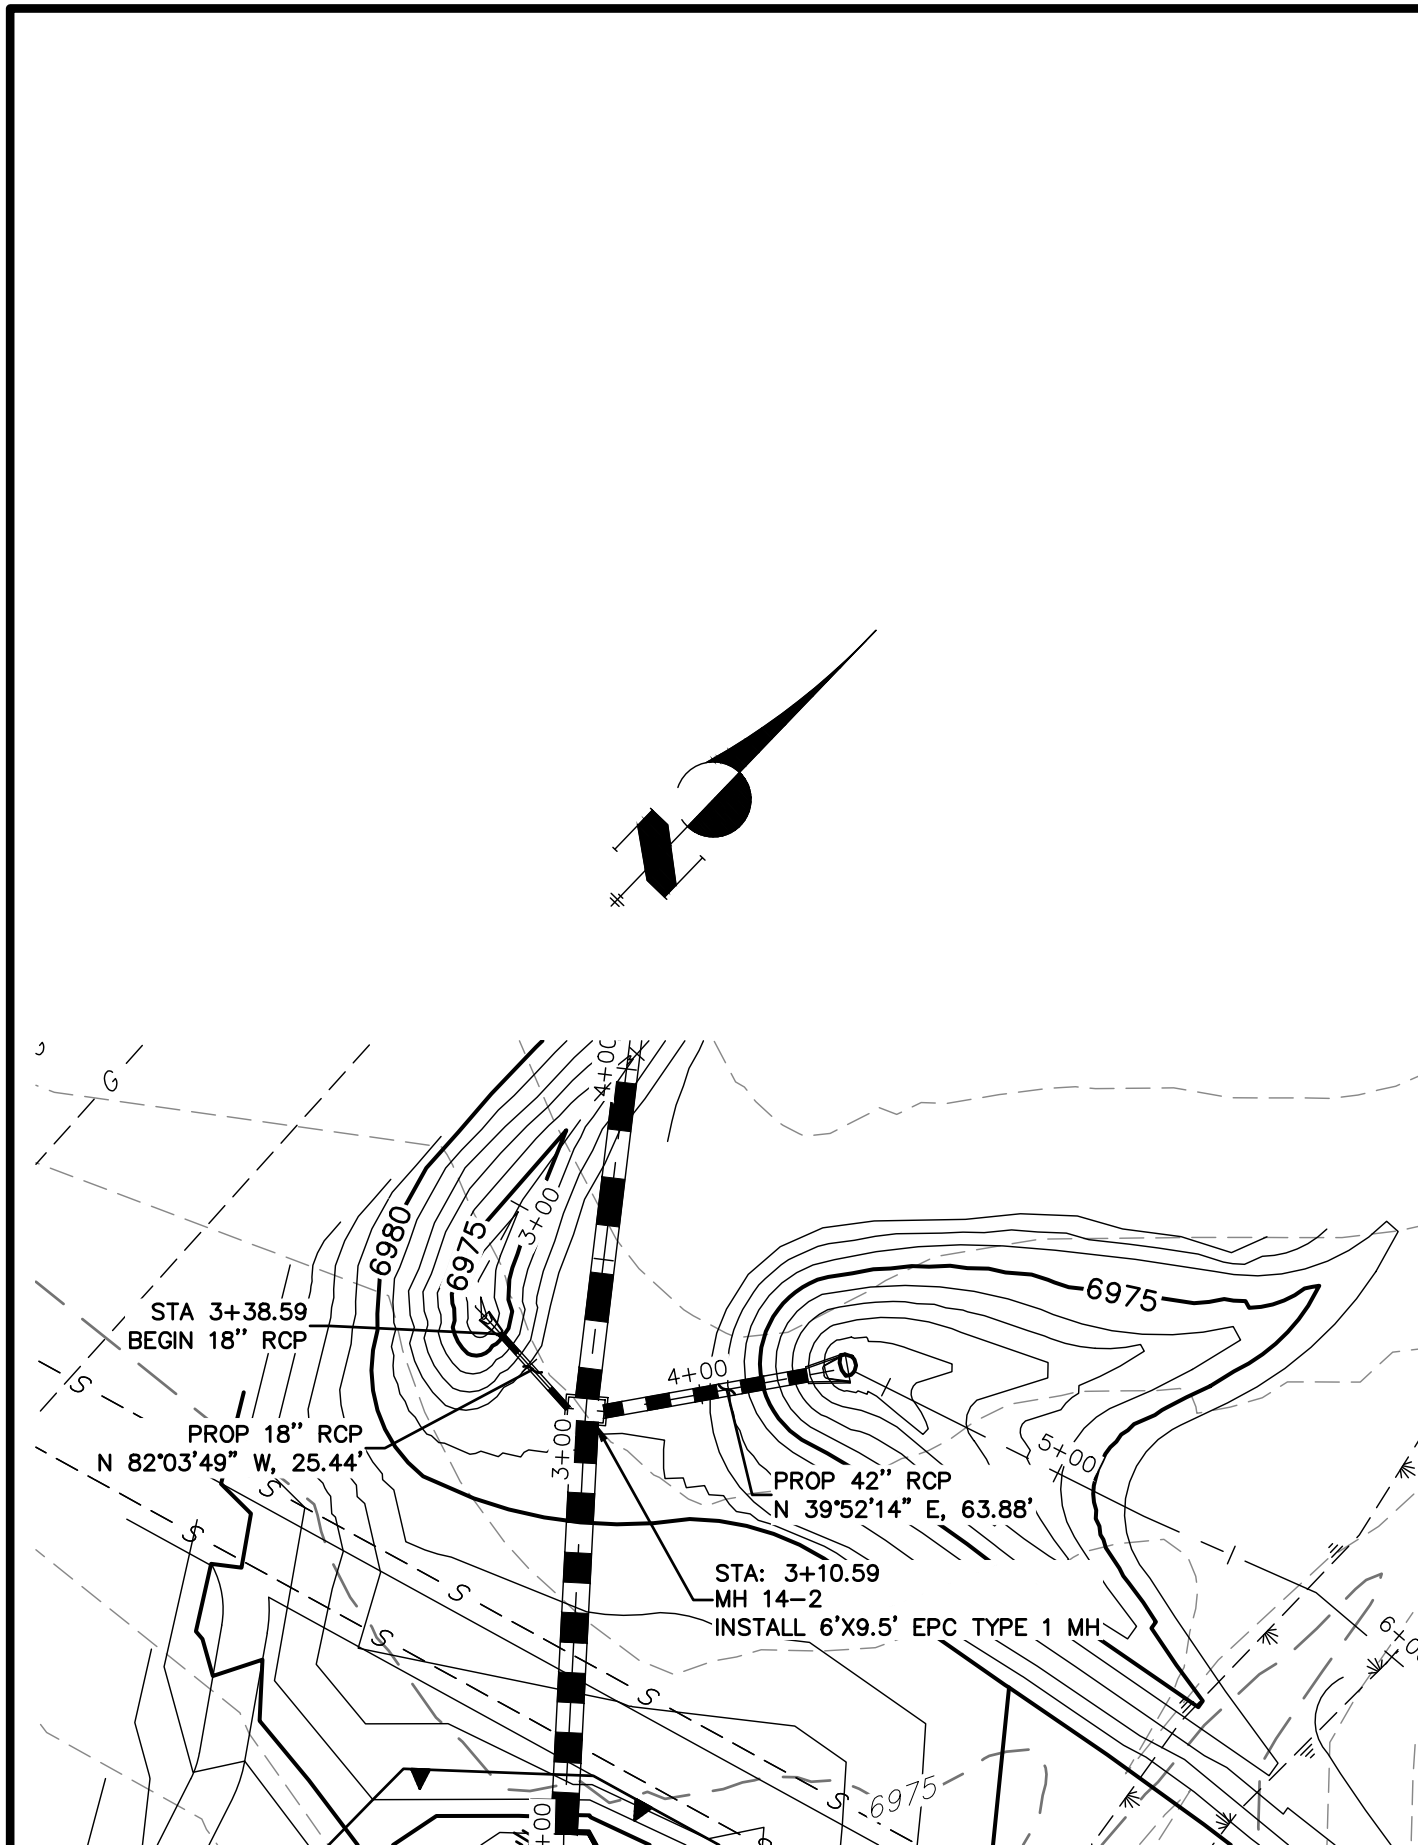 G
4+00
6980
6975
3+00
STA 3+38.59
BEGIN 18" RCP
6975
S
4+00
PROP 18" RCP
N 82°03'49" W, 25.44'
3+00
5+00
S
PROP 42" RCP
N 39°52'14" E, 63.88'
S
STA: 3+10.59
MH 14-2
INSTALL 6'X9.5' EPC TYPE 1 MH
S
S
S
6975
S